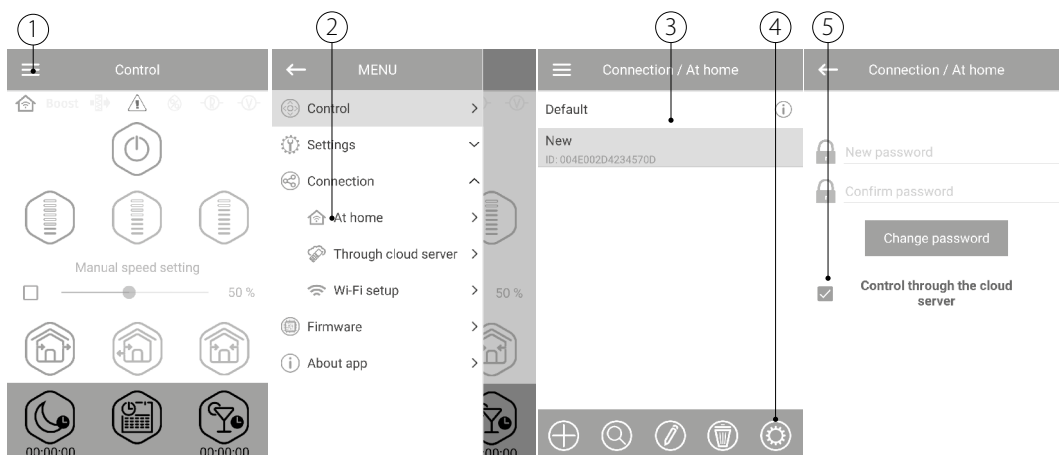 1
2
3
4
5
Control
Boost
Manual speed setting
50 %
00:00:00
00:00:00
MENU
Control
Settings
Connection
At home
Through cloud server
Wi-Fi setup
Firmware
About app
50 %
00:00
Connection / At home
Default
New
ID: 004E002D4234570D
Connection / At home
New password
Confirm password
Change password
Control through the cloud
server